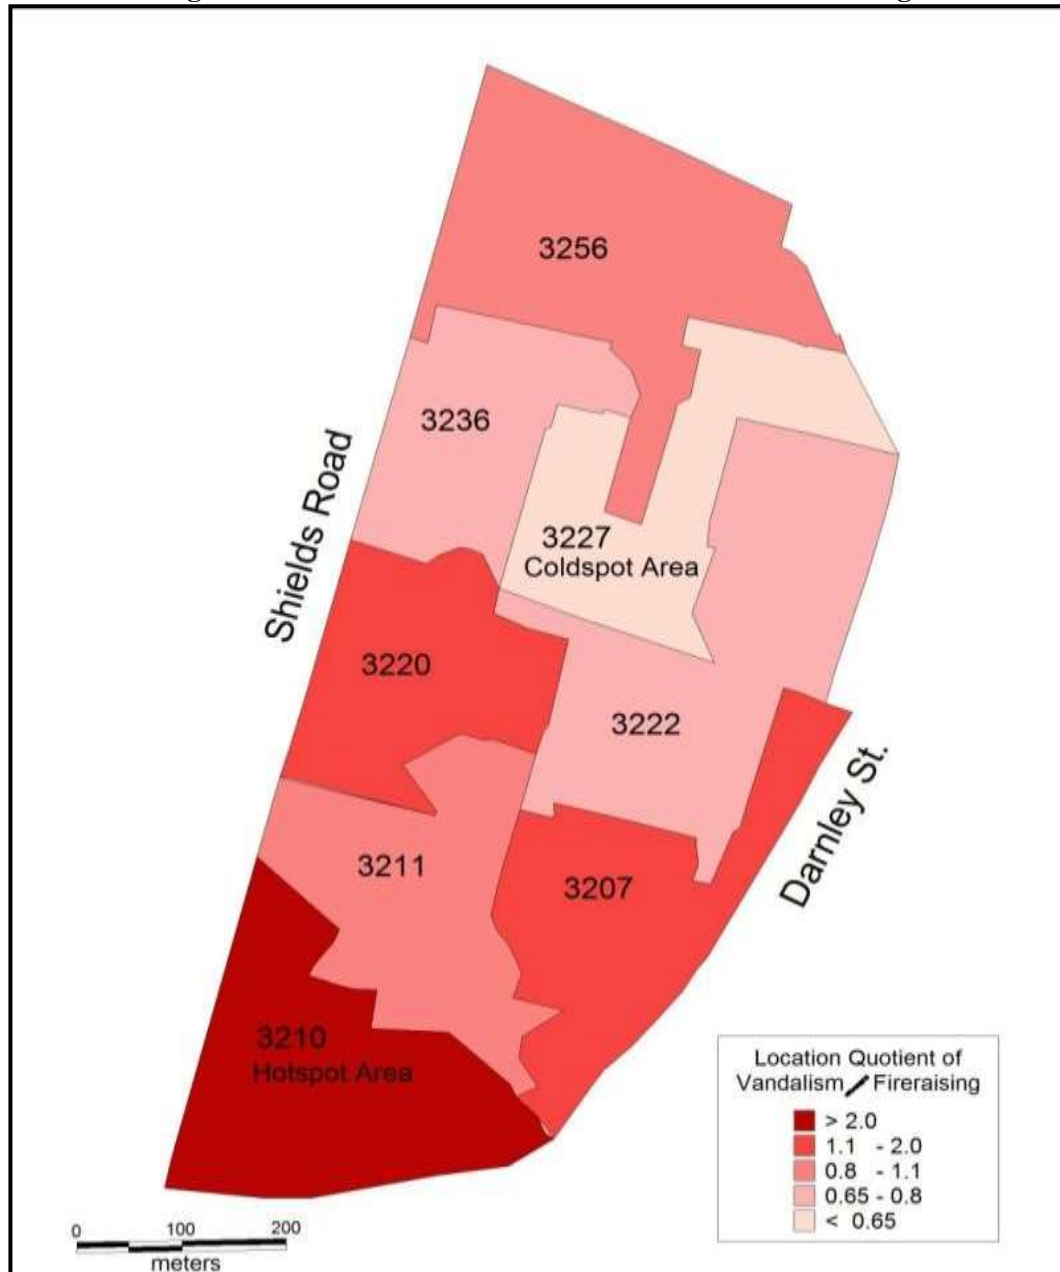 3256
3236
Shields Road
3227
Coldspot Area
3220
3222
Darnley St.
3211
3207
3210
Hotspot Area
Location Quotient of
Vandalism / Fireraising
> 2.0
1.1 - 2.0
0.8 - 1.1
0.65 - 0.8
< 0.65
0 100 200
meters